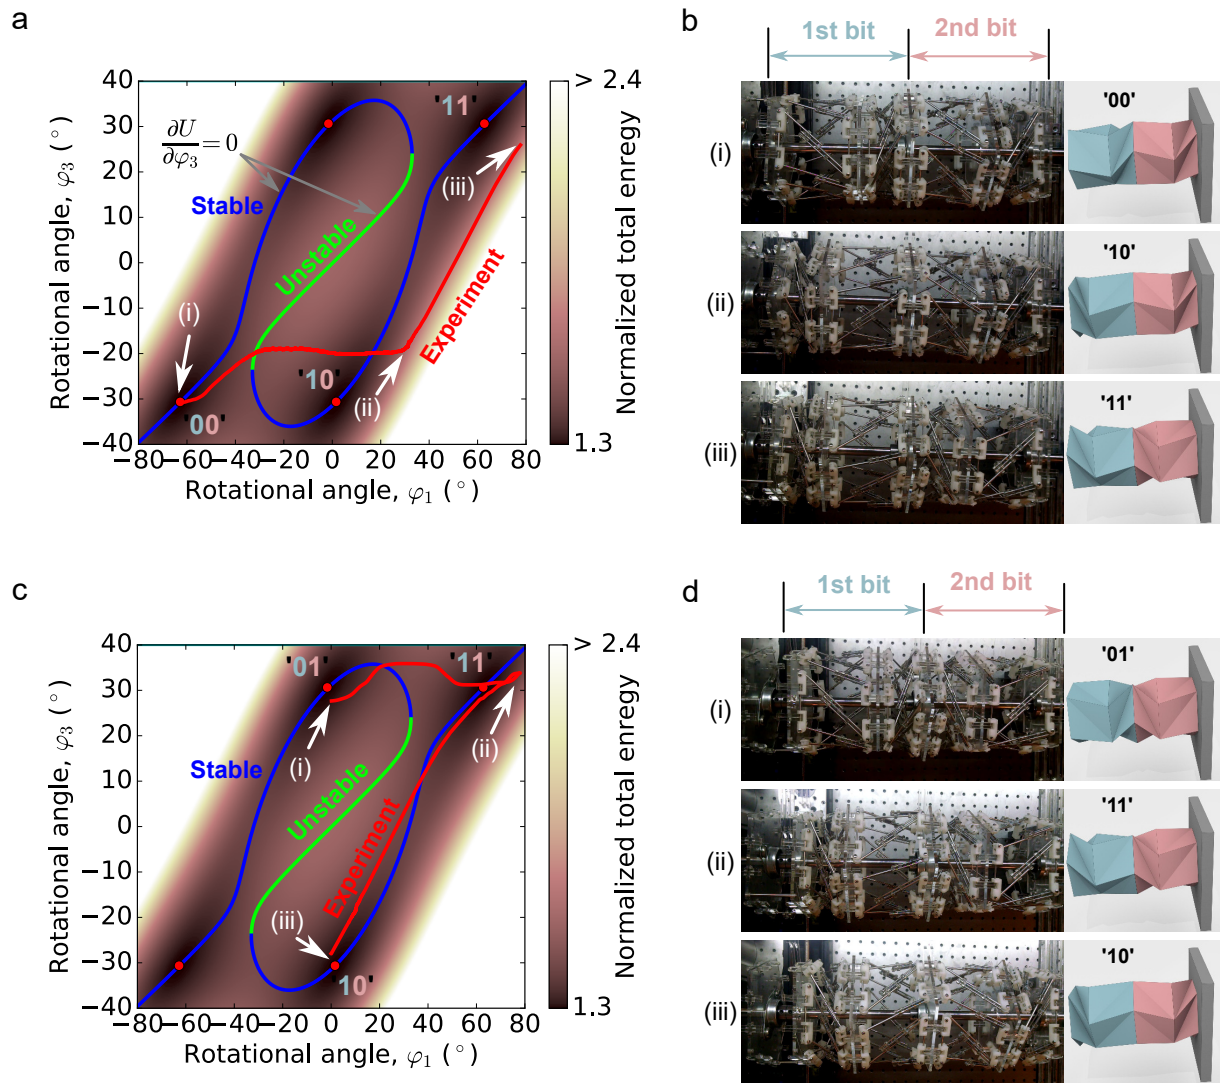 a
40
30
20
10
0
−10
−20
−30
−40
−80
−60
−40
−20
0
20
40
60
80
Rotational angle, φ₃ (°)
Rotational angle, φ₁ (°)
∂U/∂φ₃ = 0
Stable
Unstable
Experiment
(i)
(ii)
(iii)
'00'
'10'
'11'
> 2.4
1.3
Normalized total enregy
b
1st bit
2nd bit
(i)
'00'
(ii)
'10'
(iii)
'11'
c
40
30
20
10
0
−10
−20
−30
−40
−80
−60
−40
−20
0
20
40
60
80
Rotational angle, φ₃ (°)
Rotational angle, φ₁ (°)
Stable
Unstable
Experiment
(i)
(ii)
(iii)
'01'
'11'
'10'
> 2.4
1.3
Normalized total enregy
d
1st bit
2nd bit
(i)
'01'
(ii)
'11'
(iii)
'10'